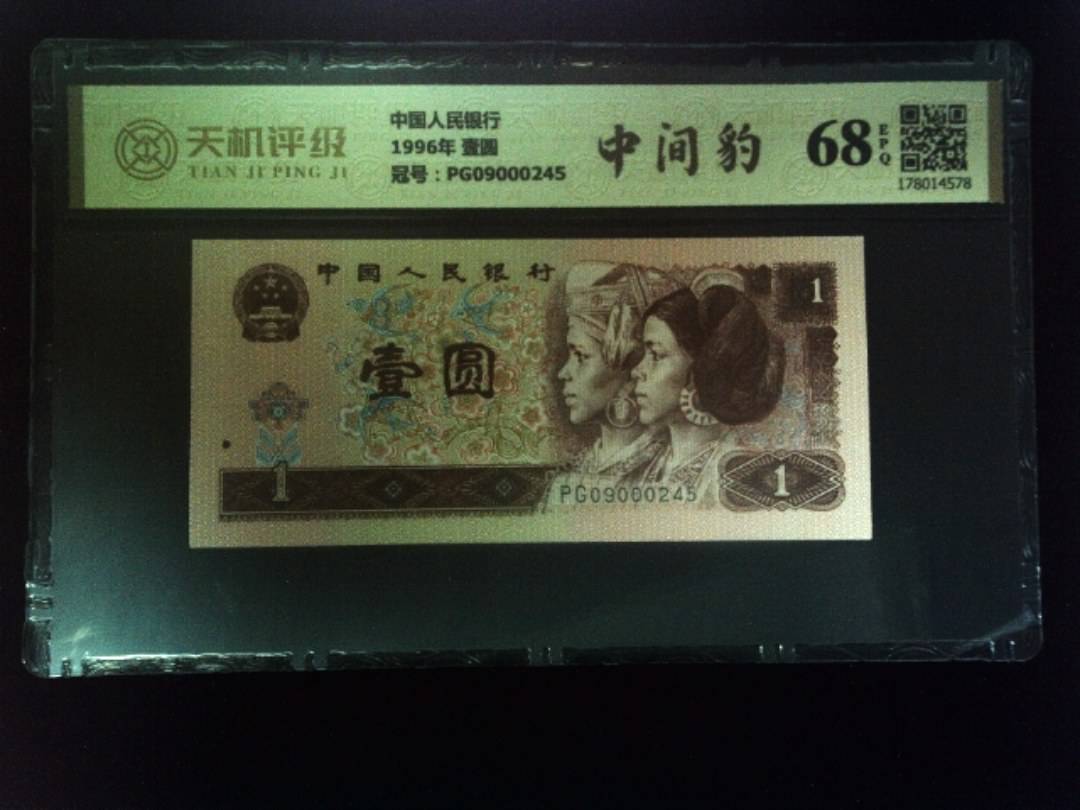 天机评级
TIAN JI PING JI
中国人民银行
1996年 壹圆
冠号：PG09000245
中间豹
68
EPQ
178014578
中国人民银行
壹圆
1
1
PG09000245
1